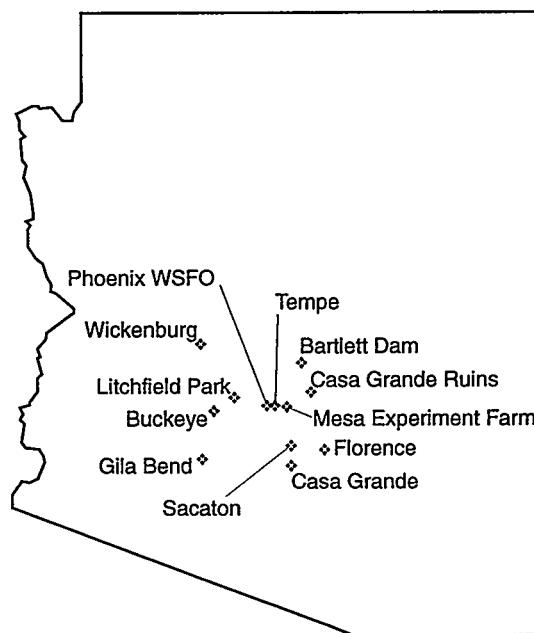 Phoenix WSFO
Tempe
Wickenburg
Bartlett Dam
Litchfield Park
Casa Grande Ruins
Buckeye
Mesa Experiment Farm
Gila Bend
Florence
Casa Grande
Sacaton